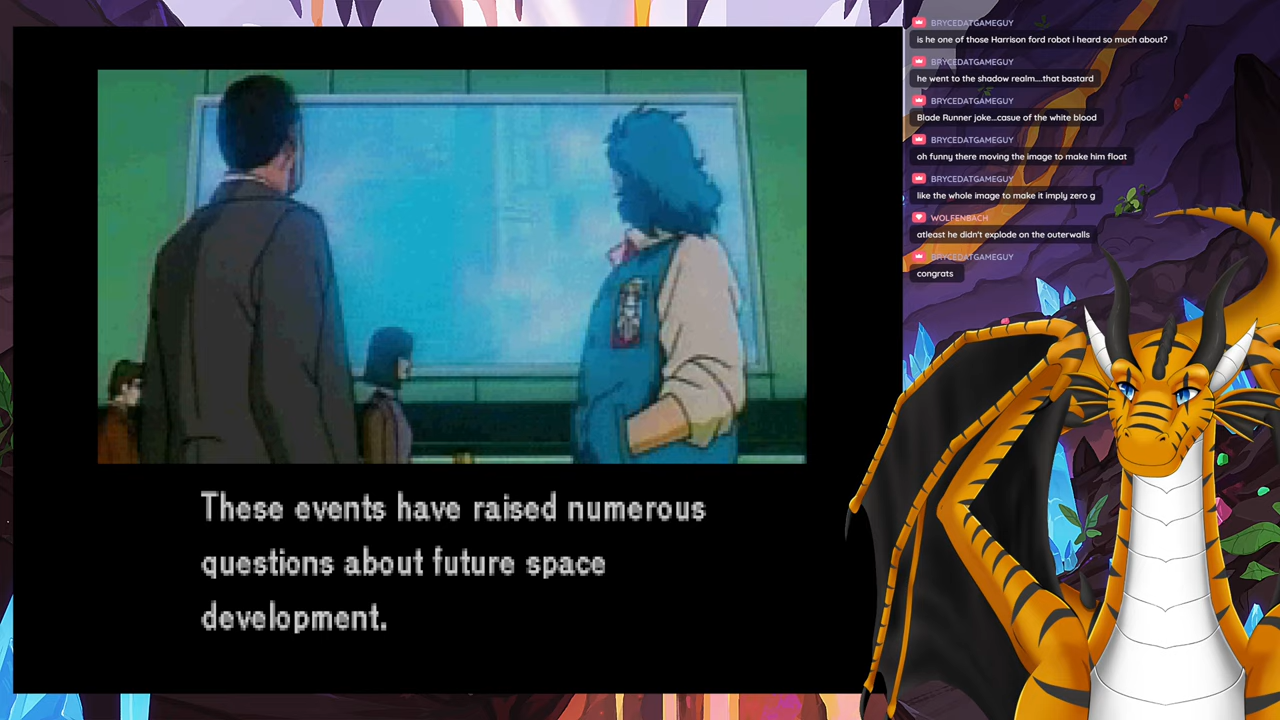 These events have raised numerous
questions about future space
development.
BRYCEDATGAMEGUY
is he one of those Harrison ford robot i heard so much about?
BRYCEDATGAMEGUY
he went to the shadow realm....that bastard
BRYCEDATGAMEGUY
Blade Runner joke...casue of the white blood
BRYCEDATGAMEGUY
oh funny there moving the image to make him float
BRYCEDATGAMEGUY
like the whole image to make it imply zero g
WOLFENBACH
atleast he didn't explode on the outerwalls
BRYCEDATGAMEGUY
congrats